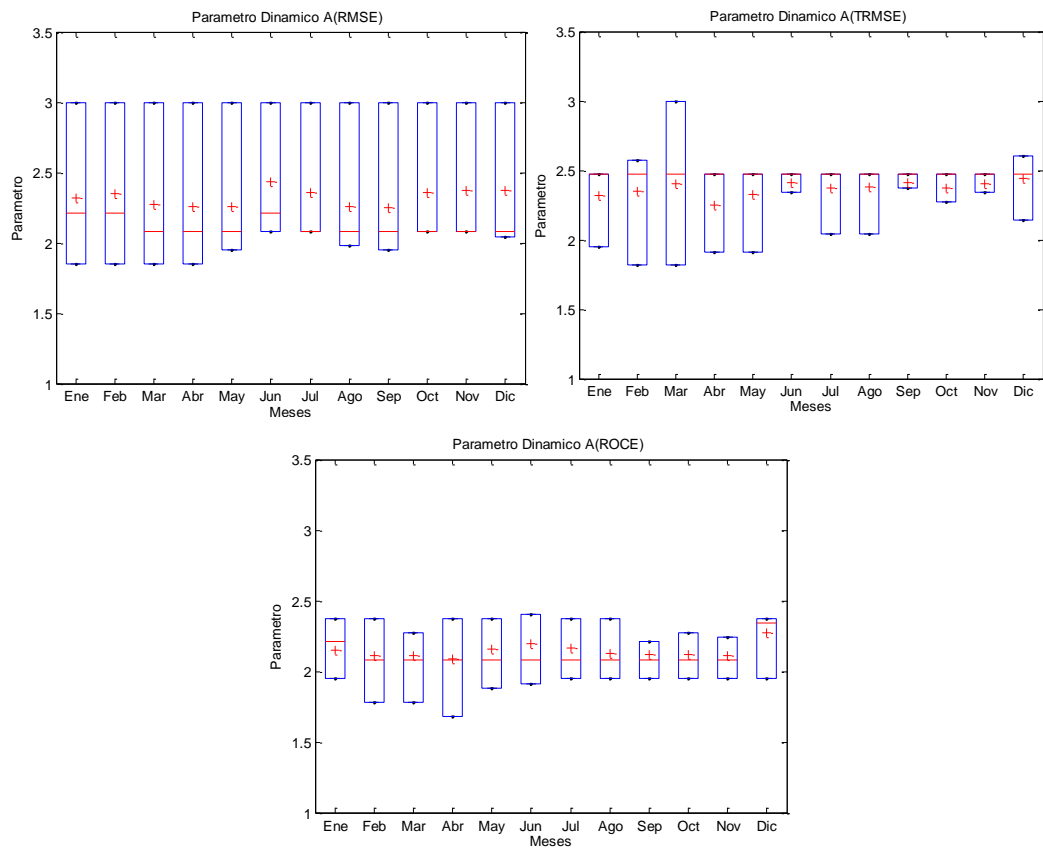 Parametro Dinamico A(RMSE)
3.5
3
2.5
2
1.5
1
Parametro
Ene Feb Mar Abr May Jun Jul Ago Sep Oct Nov Dic
Meses
Parametro Dinamico A(TRMSE)
3.5
3
2.5
2
1.5
1
Parametro
Ene Feb Mar Abr May Jun Jul Ago Sep Oct Nov Dic
Meses
Parametro Dinamico A(ROCE)
3.5
3
2.5
2
1.5
1
Parametro
Ene Feb Mar Abr May Jun Jul Ago Sep Oct Nov Dic
Meses